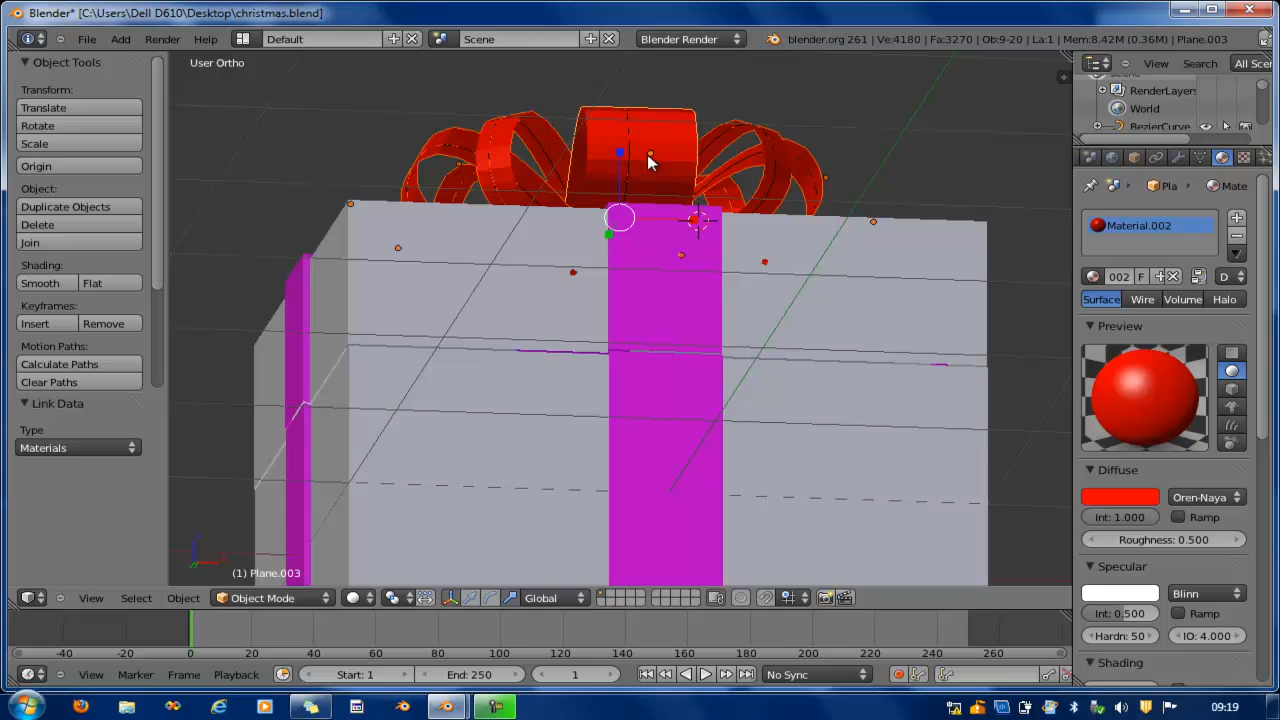 Blender* [C:\Users\Dell D610\Desktop\christmas.blend]
File Add Render Help Default Scene Blender Render blender.org 261 | Ve:4180 | Fa:3270 | Ob:9-20 | La:1 | Mem:8.42M (0.36M) | Plane.003
Object Tools
Transform:
Translate
Rotate
Scale
Origin
Object:
Duplicate Objects
Delete
Join
Shading:
Smooth Flat
Keyframes:
Insert Remove
Motion Paths:
Calculate Paths
Clear Paths
Link Data
Type
Materials
User Ortho
(1) Plane.003
View Select Object Object Mode Global
-40 -20 0 20 40 60 80 100 120 140 160 180 200 220 240 260
View Marker Frame Playback Start: 1 End: 250 1 No Sync
View Search All Scer
Scene
RenderLayers
World
BezierCurve
Pla Mate
Material.002
002 F D
Surface Wire Volume Halo
Preview
Diffuse
Oren-Naya
Int: 1.000 Ramp
Roughness: 0.500
Specular
Blinn
Int: 0.500 Ramp
Hardn: 50 IO: 4.000
Shading
09:19